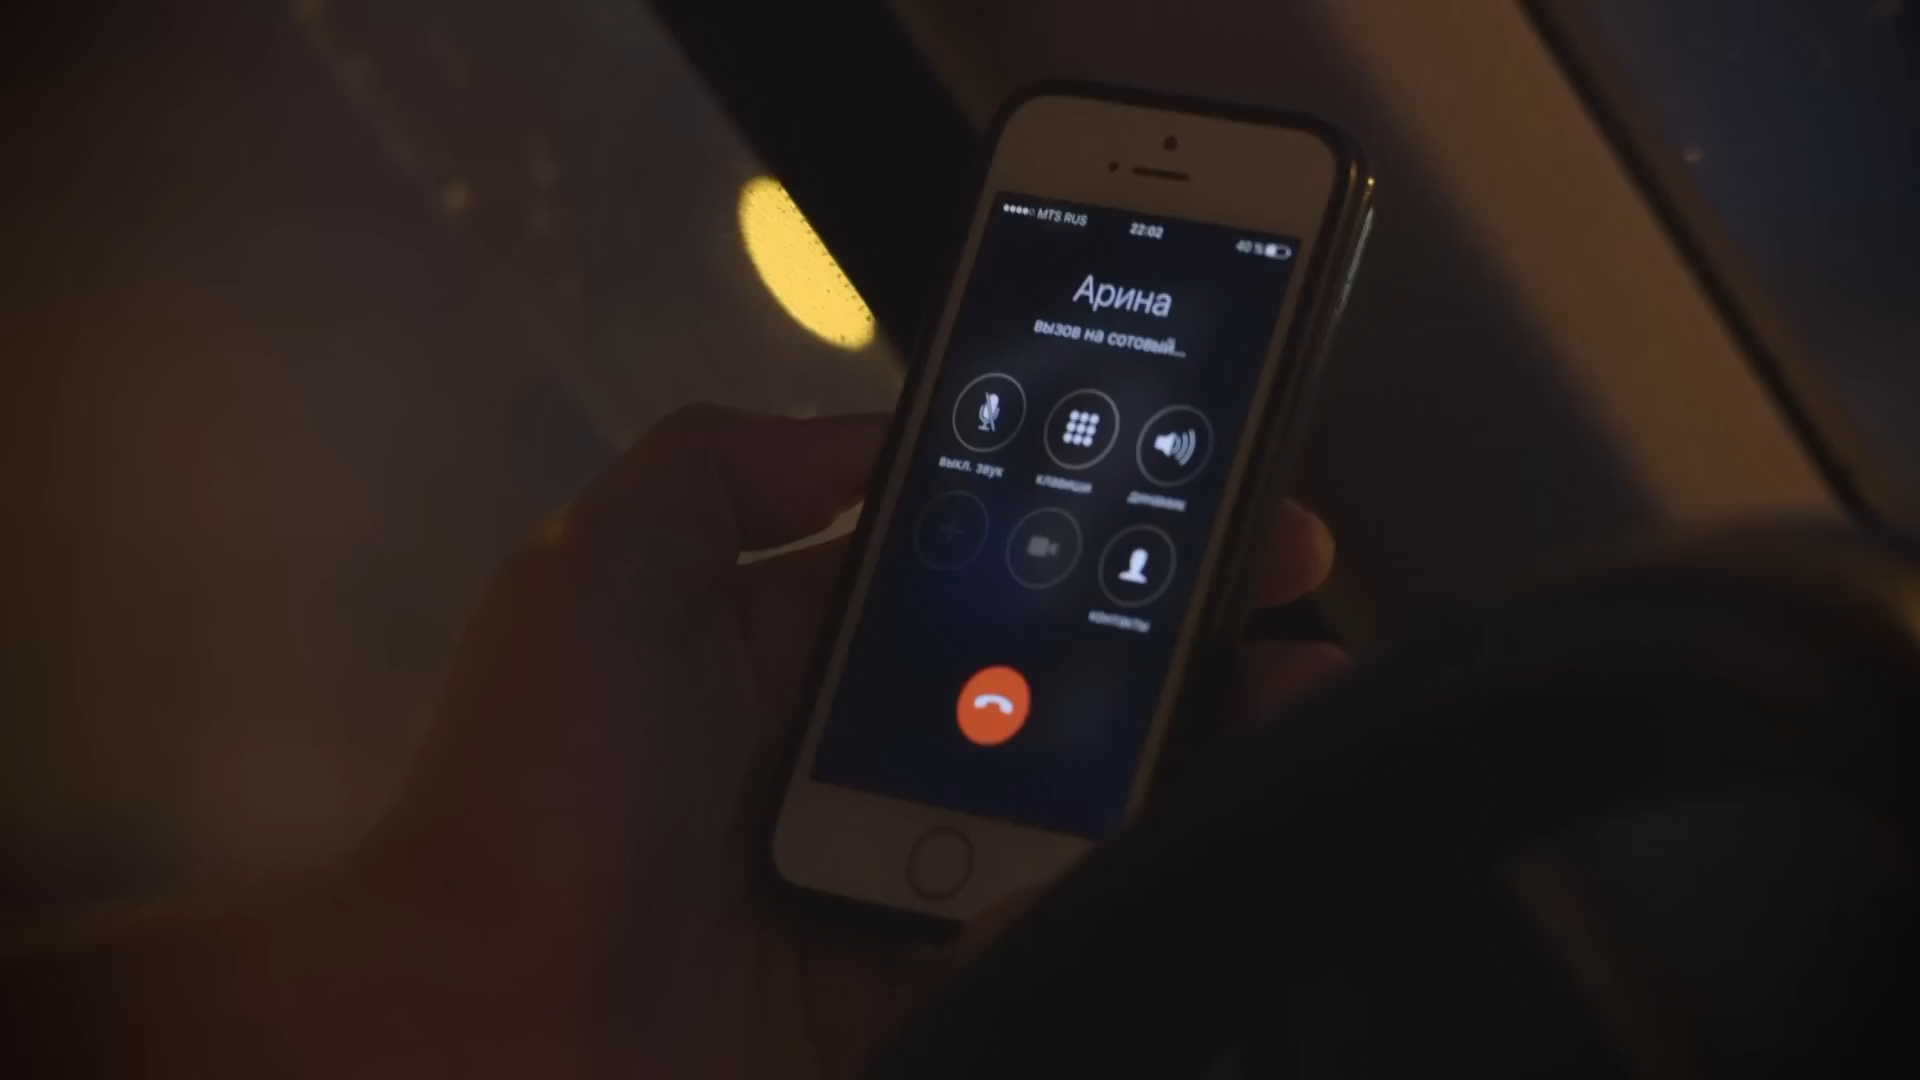 MTS RUS 22:02 40 %
Арина
вызов на сотовый...
выкл. звук клавиши динамик
контакты